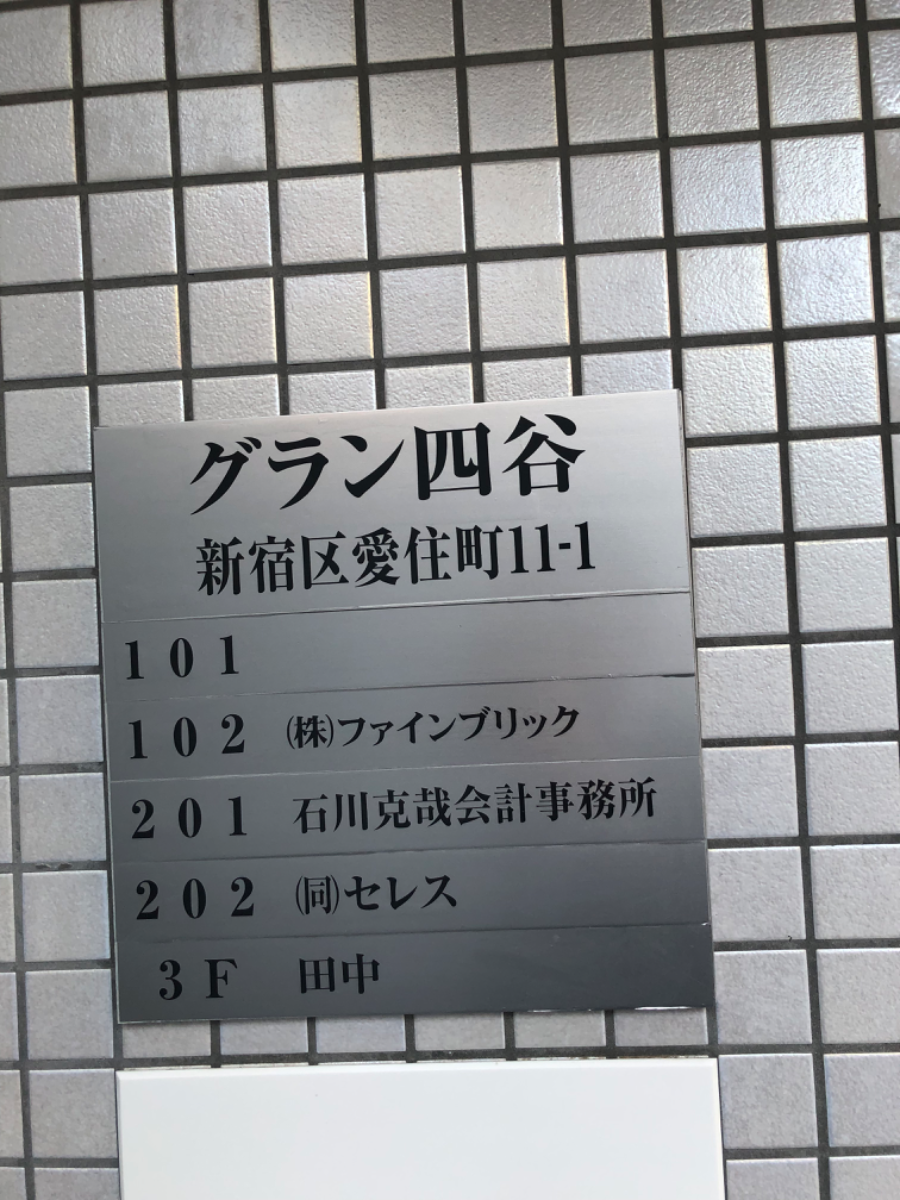 グラン四谷
新宿区愛住町11-1
101
102 ㈱ファインブリック
201 石川克哉会計事務所
202 ㈿セレス
3F 田中